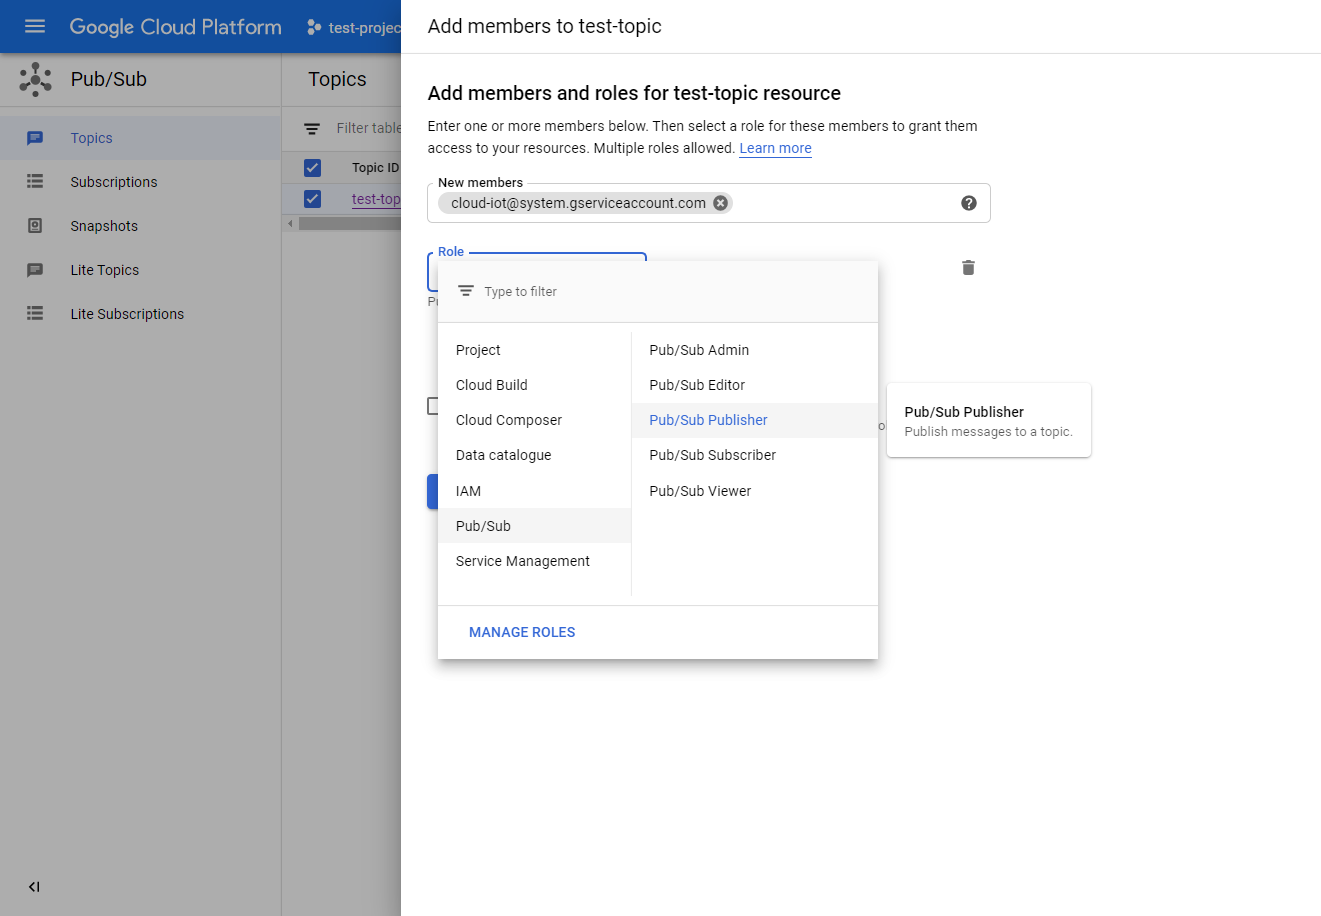 Google Cloud Platform
test-projec
Pub/Sub
Topics
Subscriptions
Snapshots
Lite Topics
Lite Subscriptions
Topics
Filter table
Topic ID
test-top
Add members to test-topic
Add members and roles for test-topic resource
Enter one or more members below. Then select a role for these members to grant them
access to your resources. Multiple roles allowed. Learn more
New members
cloud-iot@system.gserviceaccount.com
Role
Type to filter
Project
Cloud Build
Cloud Composer
Data catalogue
IAM
Pub/Sub
Service Management
Pub/Sub Admin
Pub/Sub Editor
Pub/Sub Publisher
Pub/Sub Subscriber
Pub/Sub Viewer
MANAGE ROLES
Pub/Sub Publisher
Publish messages to a topic.